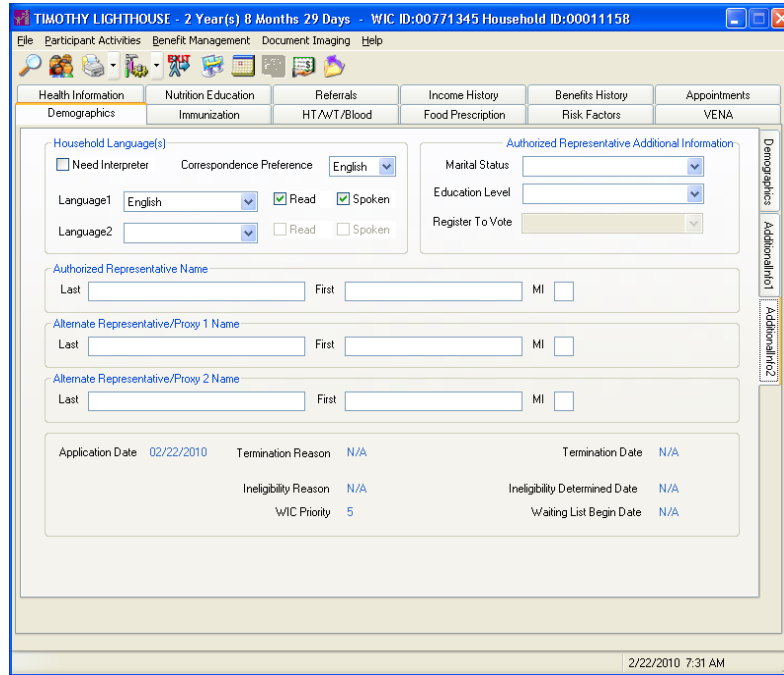 TIMOTHY LIGHTHOUSE - 2 Year(s) 8 Months 29 Days - WIC ID:00771345 Household ID:00011158
File Participant Activities Benefit Management Document Imaging Help
EXIT
Health Information Nutrition Education Referrals Income History Benefits History Appointments
Demographics Immunization HT/WT/Blood Food Prescription Risk Factors VENA
Household Language(s) Authorized Representative Additional Information
Need Interpreter Correspondence Preference English Marital Status
Language1 English Read Spoken Education Level
Language2 Read Spoken Register To Vote
Authorized Representative Name
Last First MI
Alternate Representative/Proxy 1 Name
Last First MI
Alternate Representative/Proxy 2 Name
Last First MI
Application Date 02/22/2010 Termination Reason N/A Termination Date N/A
Ineligibility Reason N/A Ineligibility Determined Date N/A
WIC Priority 5 Waiting List Begin Date N/A
Demographics
AdditionalInfo1
AdditionalInfo2
2/22/2010 7:31 AM